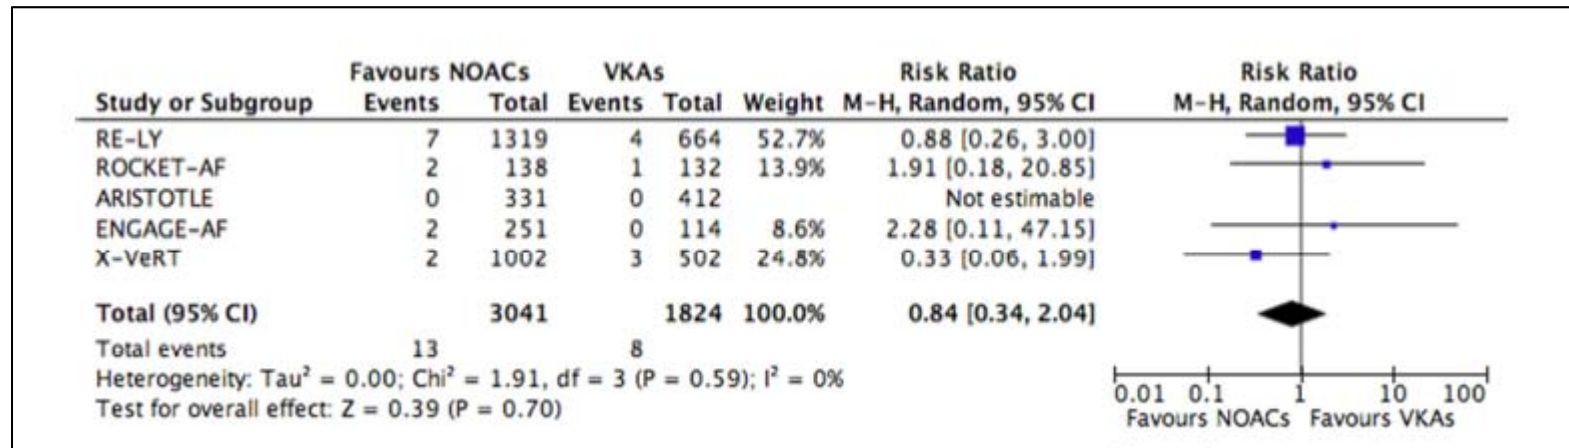 Favours NOACs VKAs Risk Ratio Risk Ratio
Study or Subgroup Events Total Events Total Weight M-H, Random, 95% CI M-H, Random, 95% CI
RE-LY 7 1319 4 664 52.7% 0.88 [0.26, 3.00]
ROCKET-AF 2 138 1 132 13.9% 1.91 [0.18, 20.85]
ARISTOTLE 0 331 0 412 Not estimable
ENGAGE-AF 2 251 0 114 8.6% 2.28 [0.11, 47.15]
X-VeRT 2 1002 3 502 24.8% 0.33 [0.06, 1.99]
Total (95% CI) 3041 1824 100.0% 0.84 [0.34, 2.04]
Total events 13 8
Heterogeneity: Tau² = 0.00; Chi² = 1.91, df = 3 (P = 0.59); I² = 0%
Test for overall effect: Z = 0.39 (P = 0.70)
0.01 0.1 1 10 100
Favours NOACs Favours VKAs